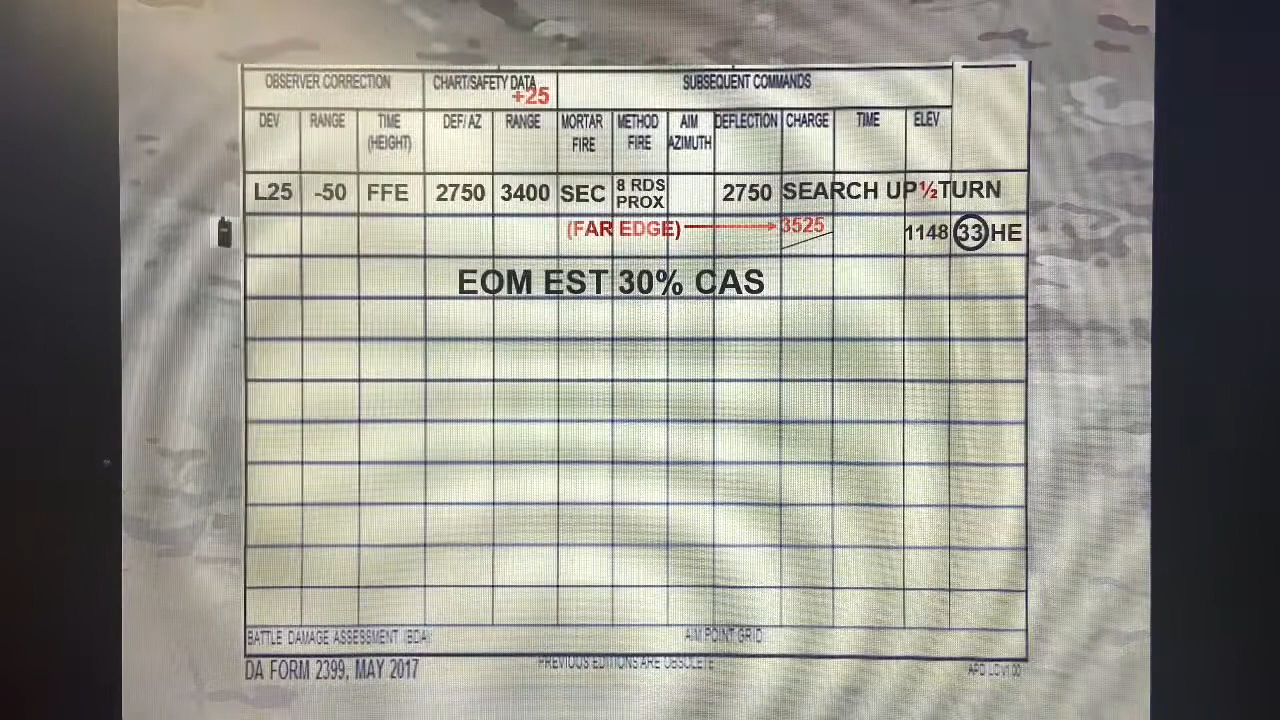 OBSERVER CORRECTION CHART/SAFETY DATA SUBSEQUENT COMMANDS
+25
DEV RANGE TIME (HEIGHT) DEF/AZ RANGE MORTAR FIRE METHOD FIRE AIM AZIMUTH DEFLECTION CHARGE TIME ELEV
L25 -50 FFE 2750 3400 SEC 8 RDS PROX 2750 SEARCH UP ½ TURN
(FAR EDGE) 3525 1148 33 HE
EOM EST 30% CAS
BATTLE DAMAGE ASSESSMENT (BDA) AIM POINT GRID
DA FORM 2399, MAY 2017 PREVIOUS EDITIONS ARE OBSOLETE